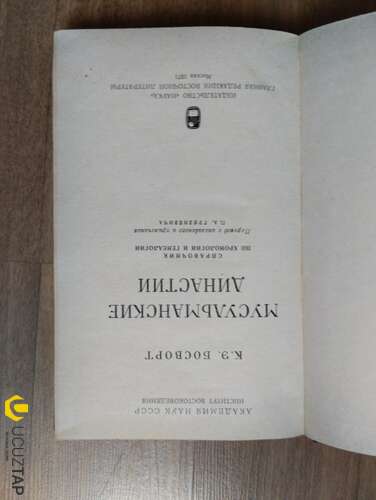 АКАДЕМИЯ НАУК СССР
ИНСТИТУТ ВОСТОКОВЕДЕНИЯ
К.Э. БОСВОРТ
МУСУЛЬМАНСКИЕ
ДИНАСТИИ
СПРАВОЧНИК
ПО ХРОНОЛОГИИ И ГЕНЕАЛОГИИ
Перевод с английского и примечания
П.А. ГРЯЗНЕВИЧА
ИЗДАТЕЛЬСТВО «НАУКА»
ГЛАВНАЯ РЕДАКЦИЯ ВОСТОЧНОЙ ЛИТЕРАТУРЫ
Москва 1971
UCUZTAP